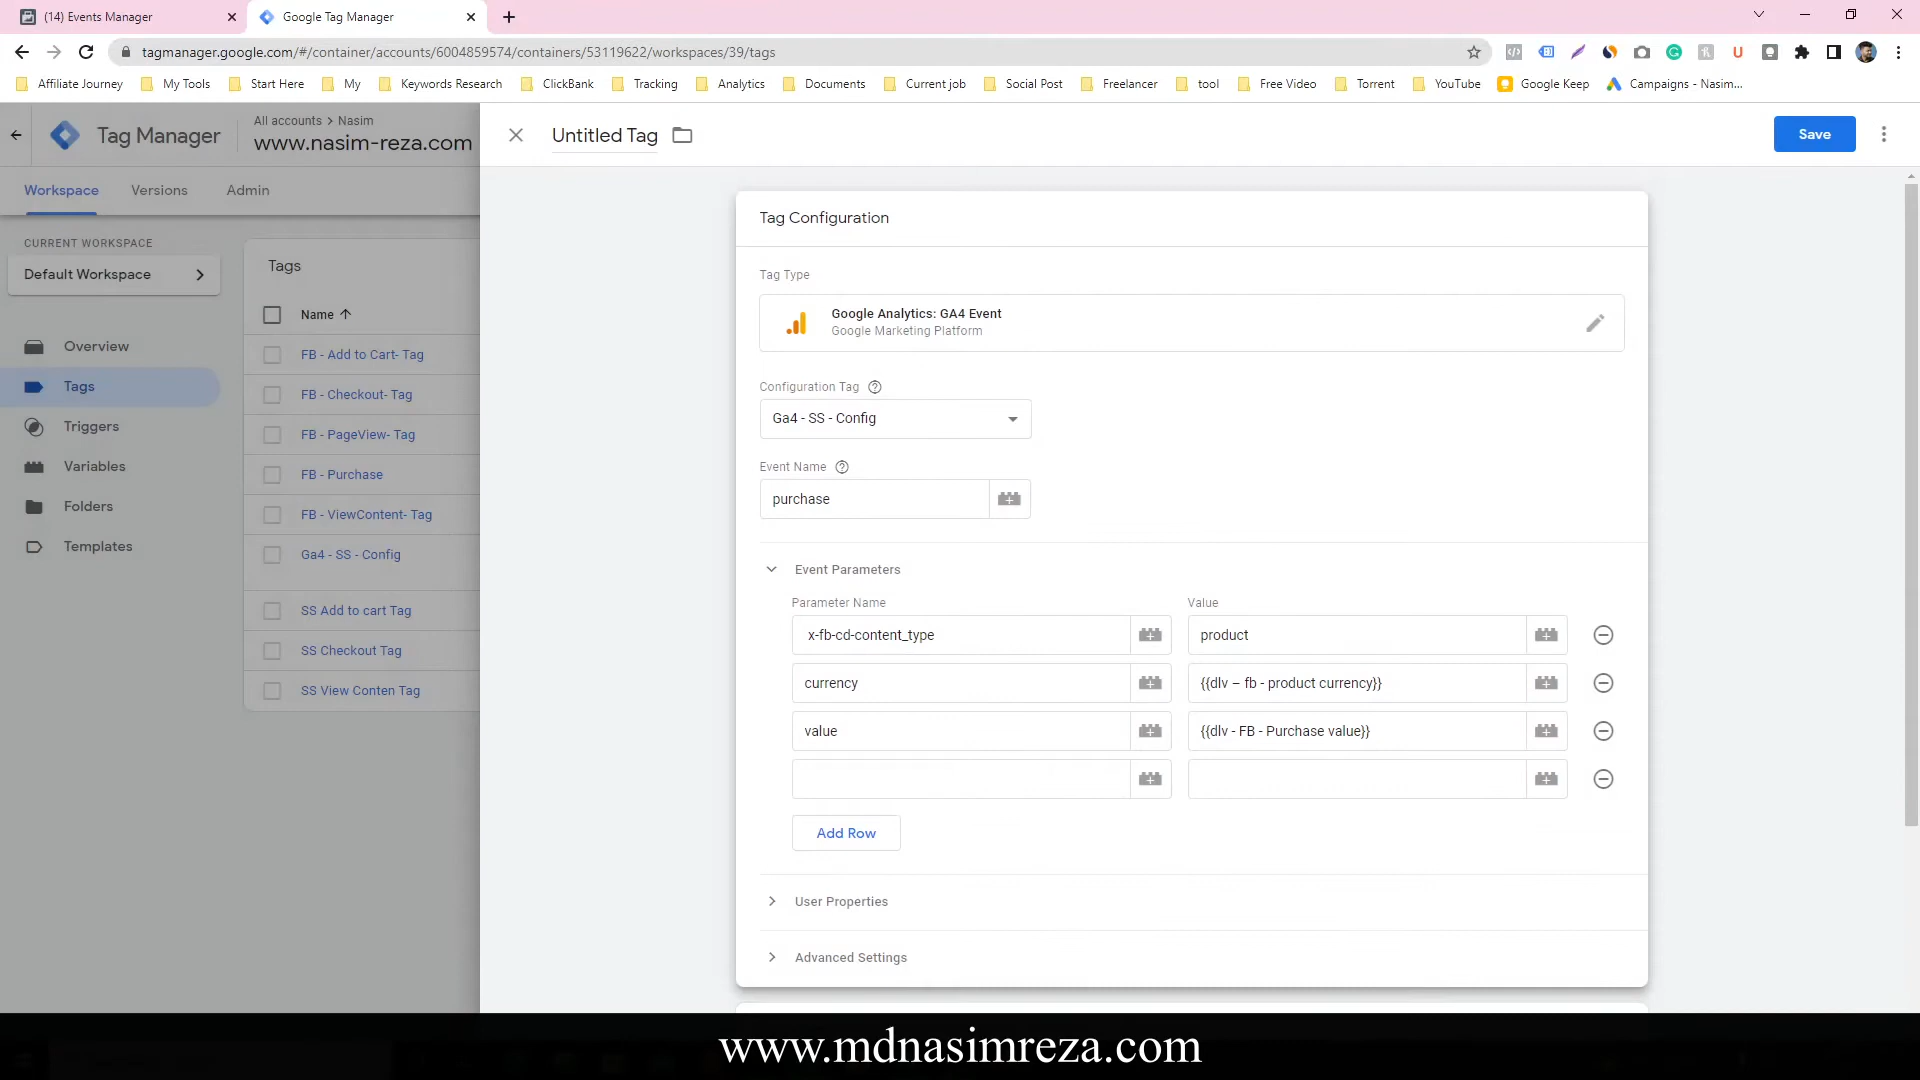 (14) Events Manager
Google Tag Manager
tagmanager.google.com/#/container/accounts/6004859574/containers/53119622/workspaces/39/tags
Affiliate Journey
My Tools
Start Here
My
Keywords Research
ClickBank
Tracking
Analytics
Documents
Current job
Social Post
Freelancer
tool
Free Video
Torrent
YouTube
Google Keep
Campaigns - Nasim...
Tag Manager
All accounts > Nasim
www.nasim-reza.com
Untitled Tag
Save
Workspace
Versions
Admin
CURRENT WORKSPACE
Default Workspace
Overview
Tags
Triggers
Variables
Folders
Templates
Tags
Name
FB - Add to Cart- Tag
FB - Checkout- Tag
FB - PageView- Tag
FB - Purchase
FB - ViewContent- Tag
Ga4 - SS - Config
SS Add to cart Tag
SS Checkout Tag
SS View Conten Tag
Tag Configuration
Tag Type
Google Analytics: GA4 Event
Google Marketing Platform
Configuration Tag
Ga4 - SS - Config
Event Name
purchase
Event Parameters
Parameter Name
Value
x-fb-cd-content_type
product
currency
{{dlv – fb - product currency}}
value
{{dlv - FB - Purchase value}}
Add Row
User Properties
Advanced Settings
www.mdnasimreza.com